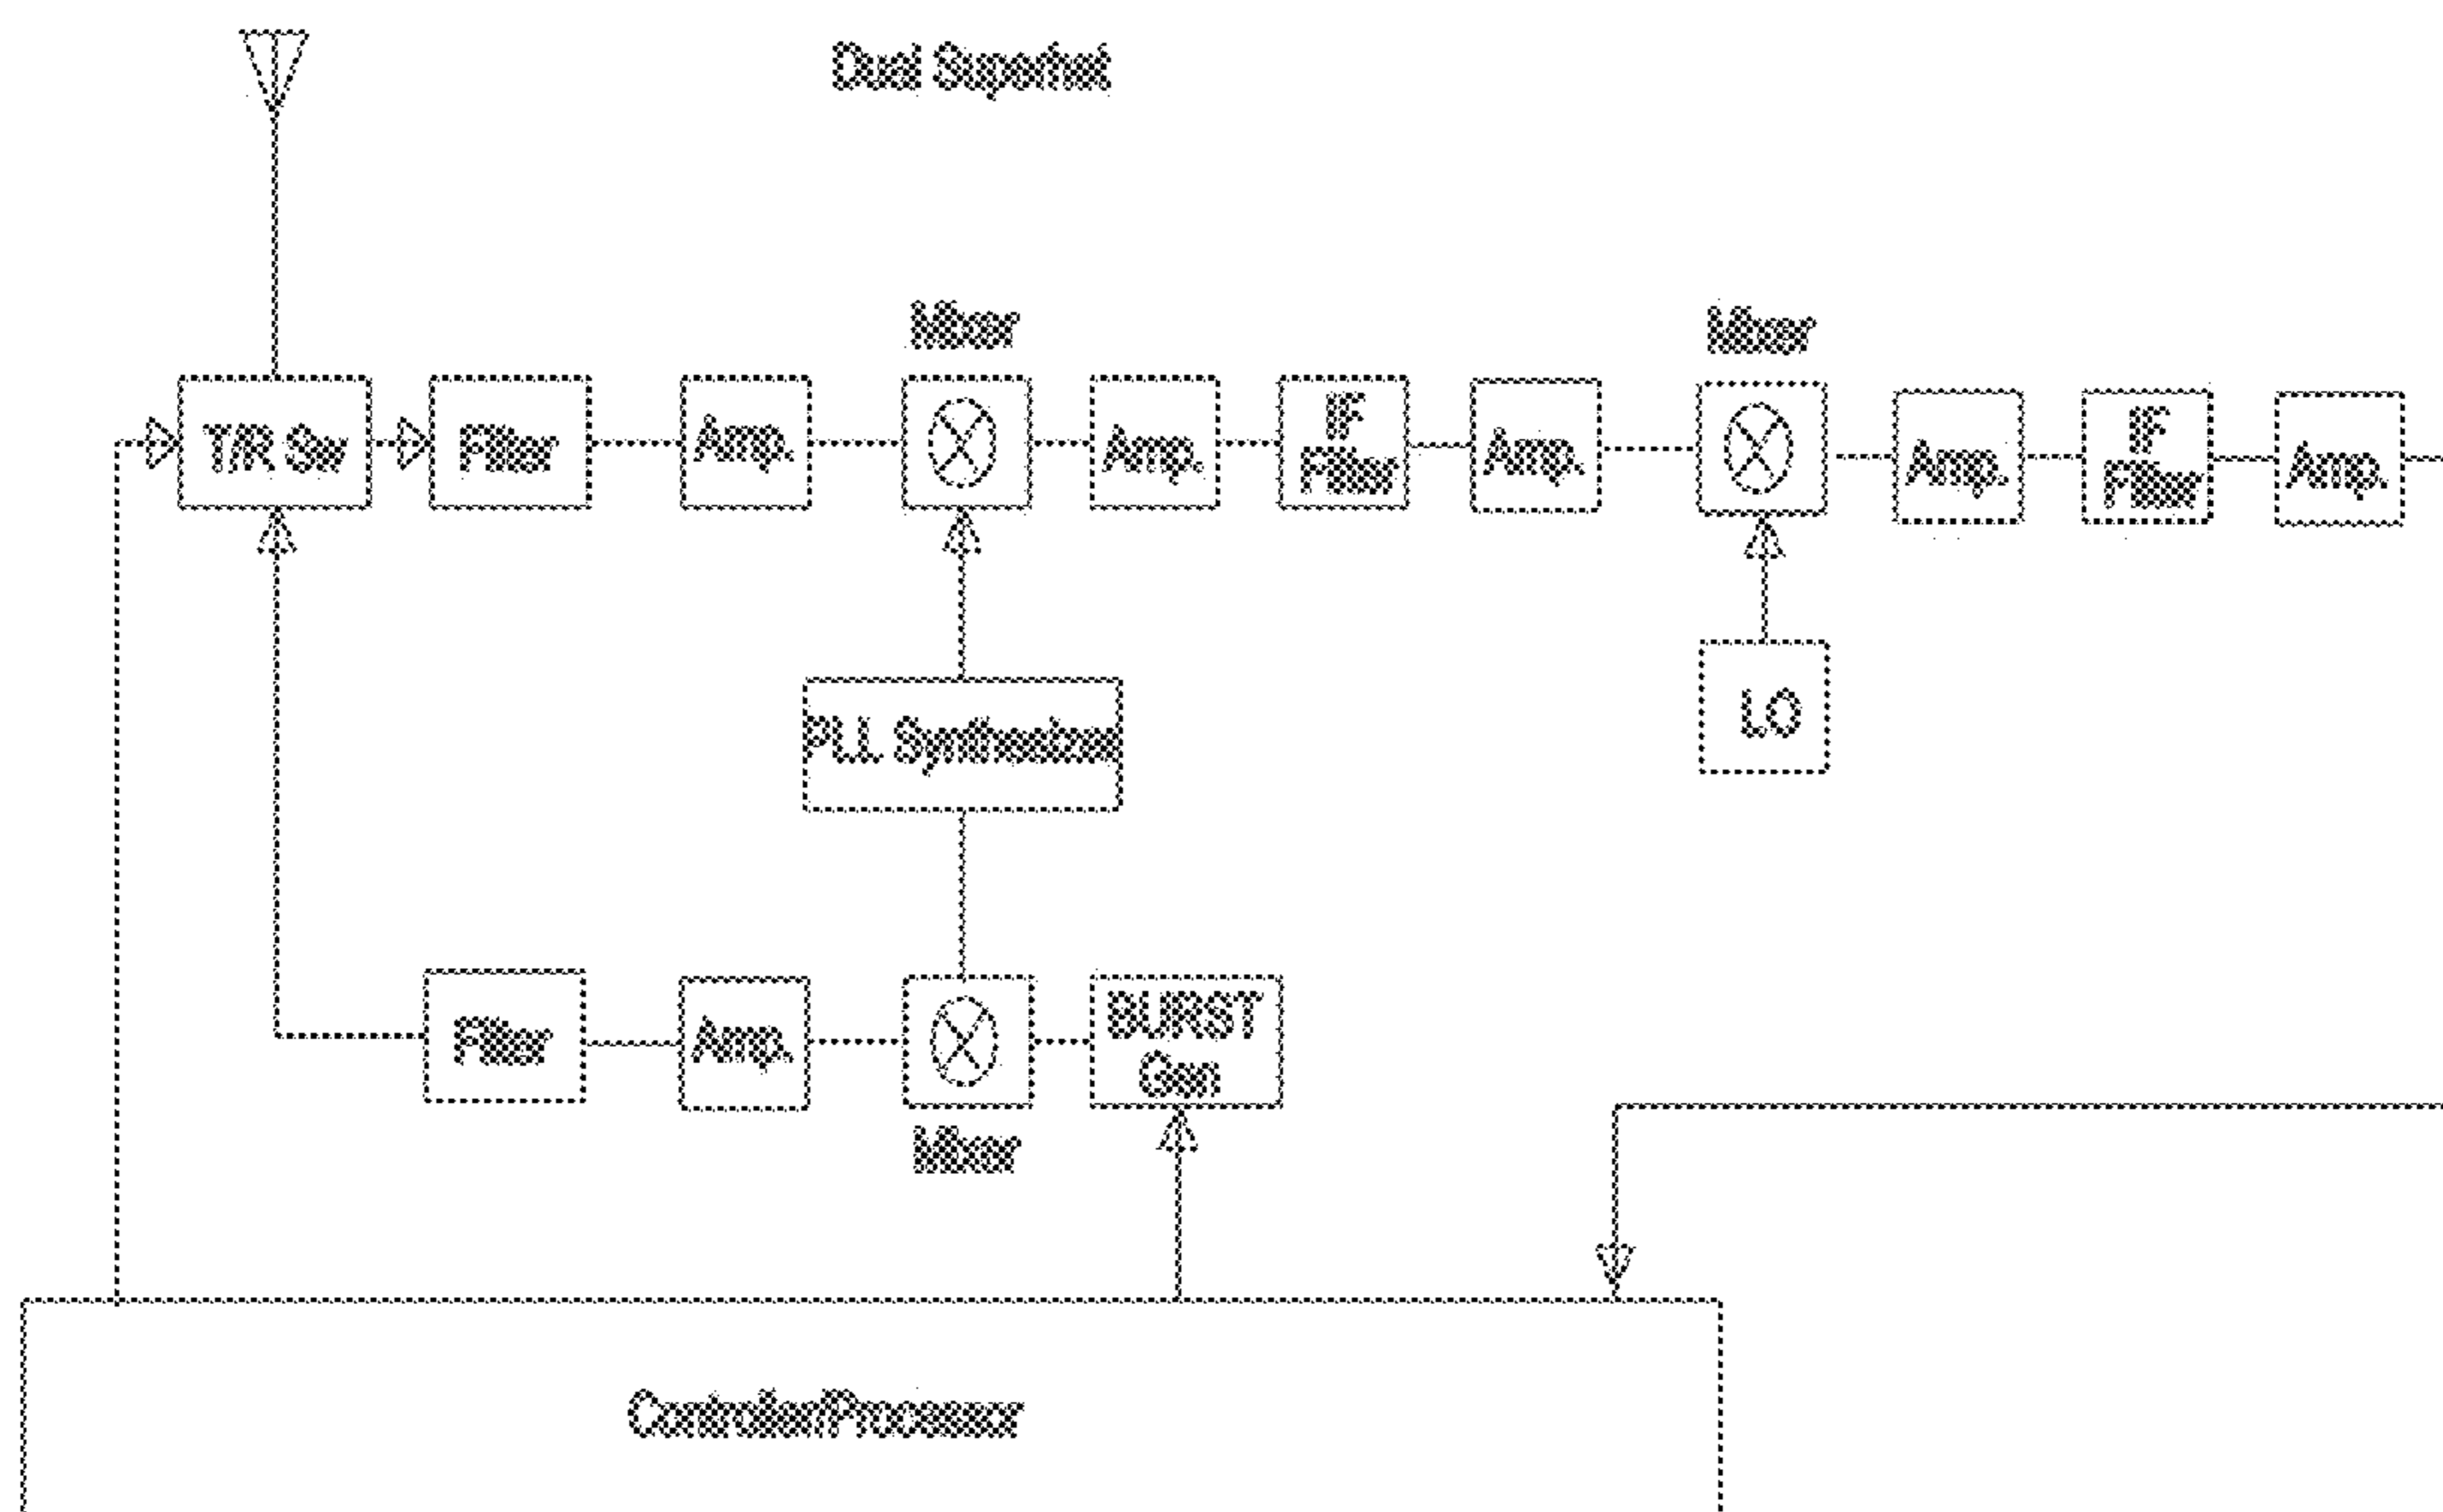 Dual Superhet
Mixer
Mixer
T/R Sw
Filter
Amp.
Amp.
IF
Filter
Amp.
Amp.
IF
Filter
Amp.
PLL Synthesizer
LO
Filter
Amp.
BURST
Gen
Mixer
Controller/Processor